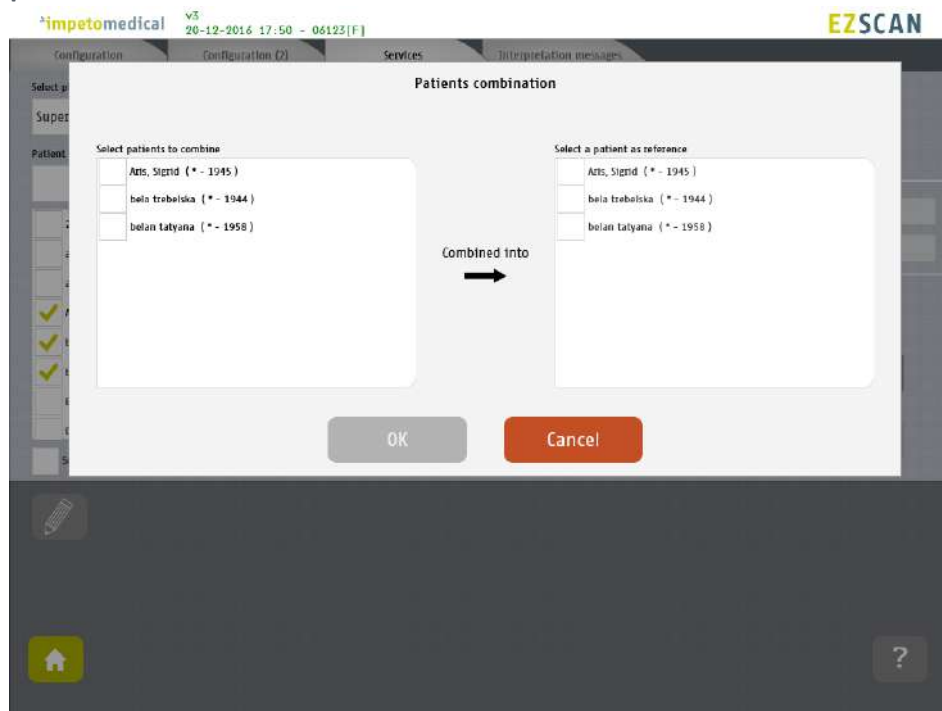 impetomedical
v3
20-12-2016 17:50 - 06123[F]
EZSCAN
Configuration
Configuration (2)
Services
Interpretation messages
Select p
Super
Patient
Patients combination
Select patients to combine
Aris, Sigrid (* - 1945)
bela trebelska (* - 1944)
belan tatyana (* - 1958)
Combined into
Select a patient as reference
Aris, Sigrid (* - 1945)
bela trebelska (* - 1944)
belan tatyana (* - 1958)
OK
Cancel
?